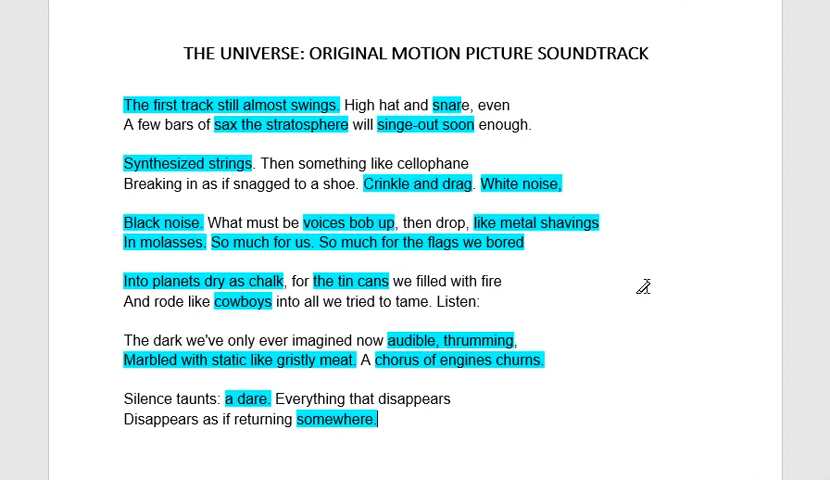 THE UNIVERSE: ORIGINAL MOTION PICTURE SOUNDTRACK
The first track still almost swings. High hat and snare, even
A few bars of sax the stratosphere will singe-out soon enough.
Synthesized strings. Then something like cellophane
Breaking in as if snagged to a shoe. Crinkle and drag. White noise,
Black noise. What must be voices bob up, then drop, like metal shavings
In molasses. So much for us. So much for the flags we bored
Into planets dry as chalk, for the tin cans we filled with fire
And rode like cowboys into all we tried to tame. Listen:
The dark we've only ever imagined now audible, thrumming,
Marbled with static like gristly meat. A chorus of engines churns.
Silence taunts: a dare. Everything that disappears
Disappears as if returning somewhere.